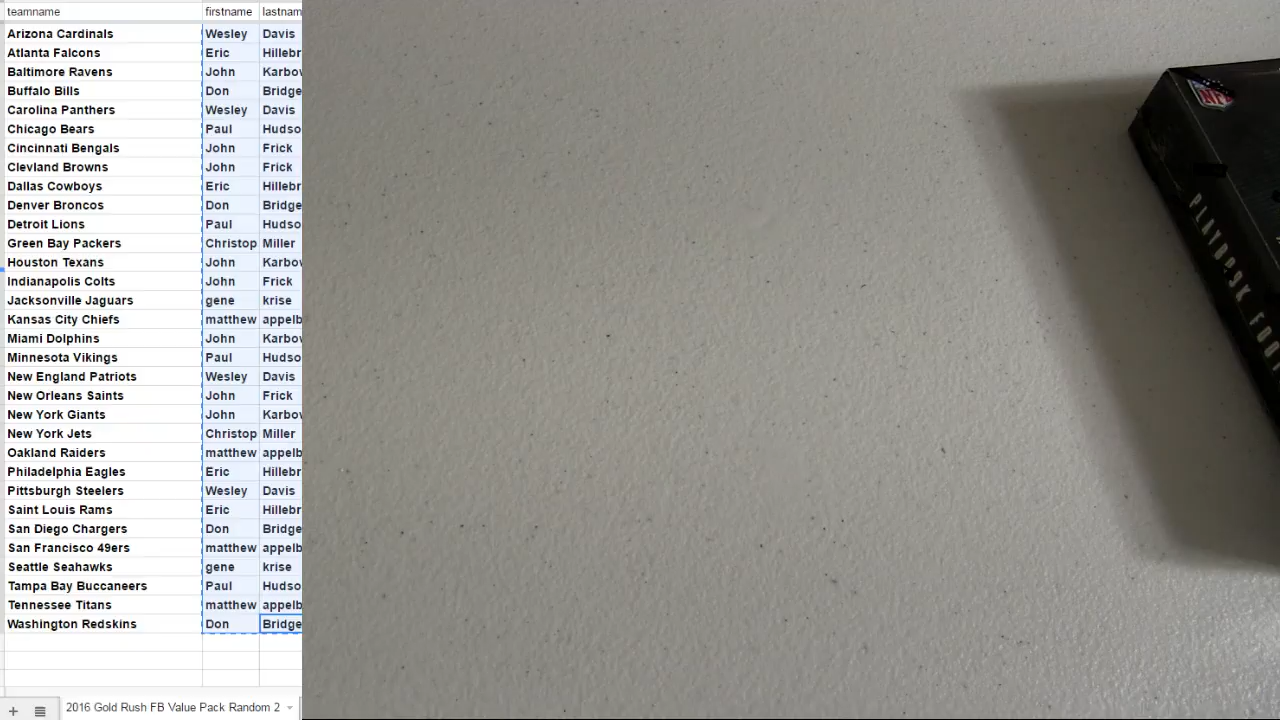 teamname firstname lastnam
Arizona Cardinals Wesley Davis
Atlanta Falcons Eric Hillebr
Baltimore Ravens John Karbow
Buffalo Bills Don Bridge
Carolina Panthers Wesley Davis
Chicago Bears Paul Hudso
Cincinnati Bengals John Frick
Clevland Browns John Frick
Dallas Cowboys Eric Hillebr
Denver Broncos Don Bridge
Detroit Lions Paul Hudso
Green Bay Packers Christop Miller
Houston Texans John Karbow
Indianapolis Colts John Frick
Jacksonville Jaguars gene krise
Kansas City Chiefs matthew appelb
Miami Dolphins John Karbow
Minnesota Vikings Paul Hudso
New England Patriots Wesley Davis
New Orleans Saints John Frick
New York Giants John Karbow
New York Jets Christop Miller
Oakland Raiders matthew appelb
Philadelphia Eagles Eric Hillebr
Pittsburgh Steelers Wesley Davis
Saint Louis Rams Eric Hillebr
San Diego Chargers Don Bridge
San Francisco 49ers matthew appelb
Seattle Seahawks gene krise
Tampa Bay Buccaneers Paul Hudso
Tennessee Titans matthew appelb
Washington Redskins Don Bridge
2016 Gold Rush FB Value Pack Random 2
NFL
PLAYBOOK FOOT